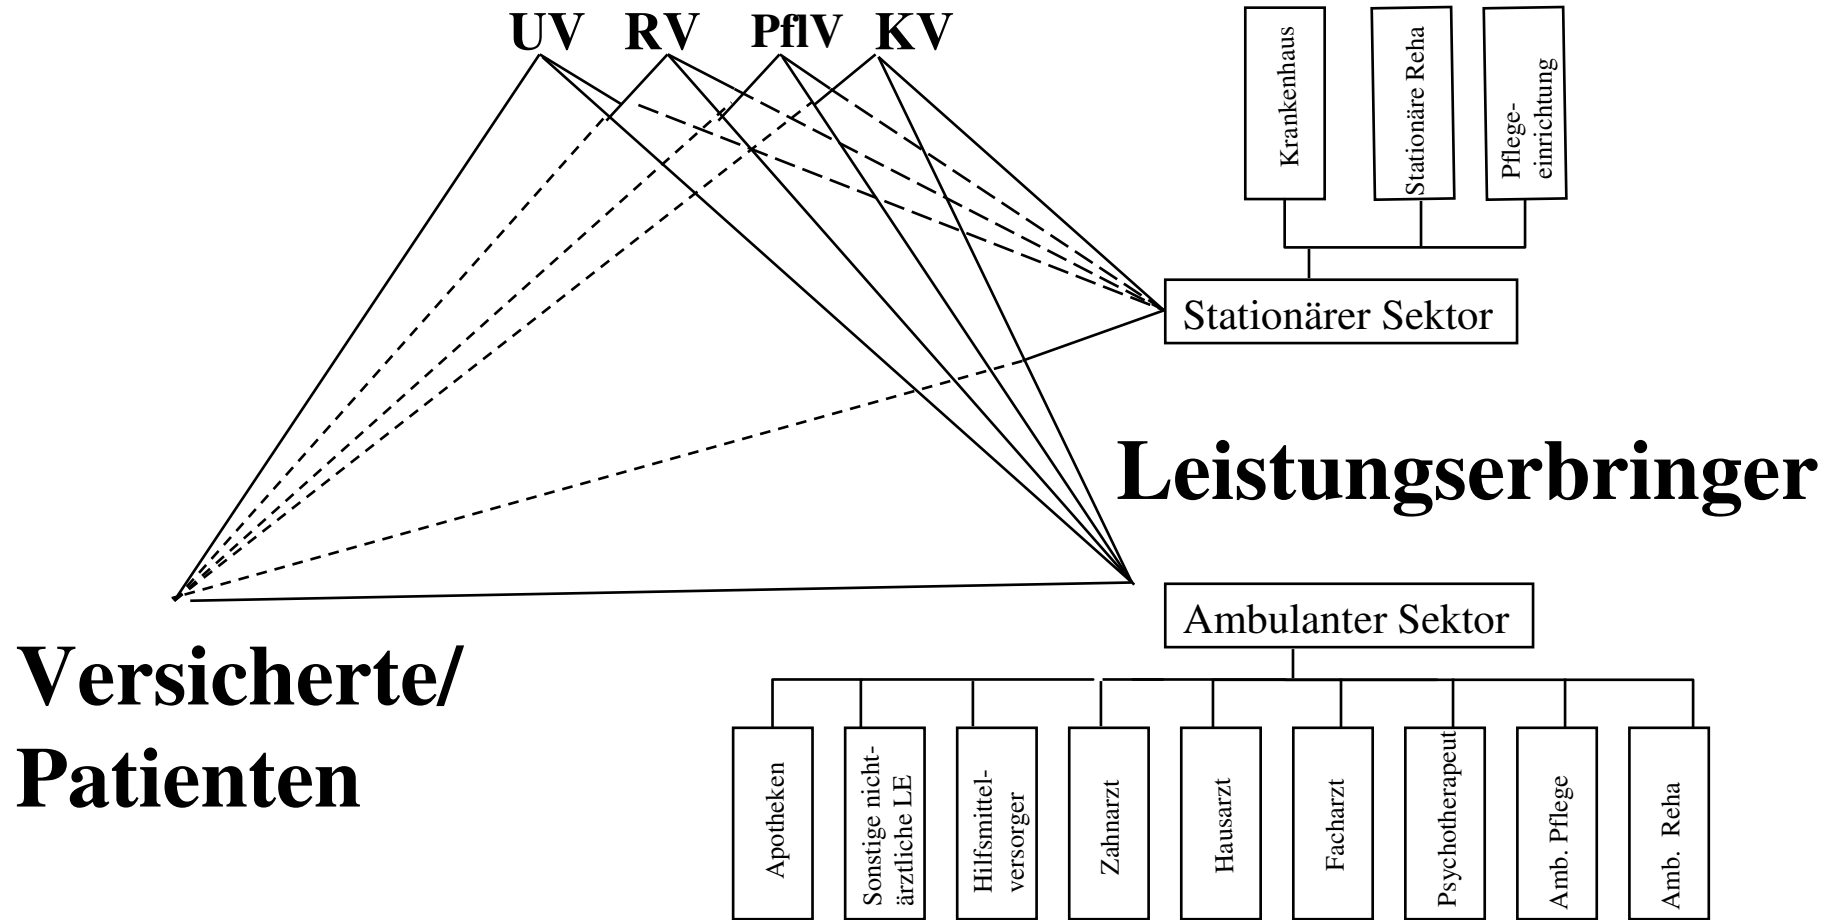 UV RV PflV KV
Krankenhaus
Stationäre Reha
Pflege-
einrichtung
Stationärer Sektor
Leistungserbringer
Ambulanter Sektor
Versicherte/
Patienten
Apotheken
Sonstige nicht-
ärztliche LE
Hilfsmittel-
versorger
Zahnarzt
Hausarzt
Facharzt
Psychotherapeut
Amb. Pflege
Amb. Reha